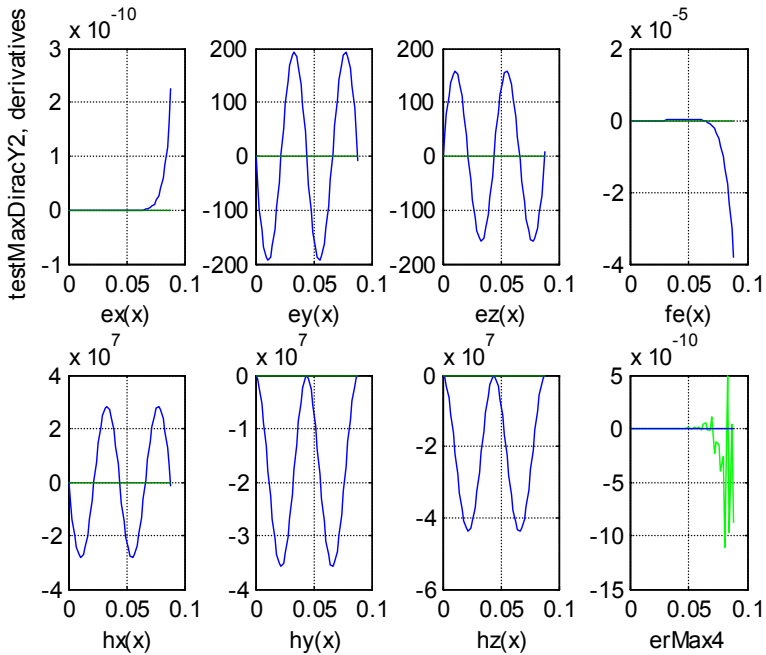 testMaxDiracY2, derivatives
x 10^-10
3
2
1
0
-1
0 0.05 0.1
ex(x)
200
100
0
-100
-200
0 0.05 0.1
ey(x)
200
100
0
-100
-200
0 0.05 0.1
ez(x)
x 10^-5
2
0
-2
-4
0 0.05 0.1
fe(x)
x 10^7
4
2
0
-2
-4
0 0.05 0.1
hx(x)
x 10^7
0
-1
-2
-3
-4
0 0.05 0.1
hy(x)
x 10^7
0
-2
-4
-6
0 0.05 0.1
hz(x)
x 10^-10
5
0
-5
-10
-15
0 0.05 0.1
erMax4